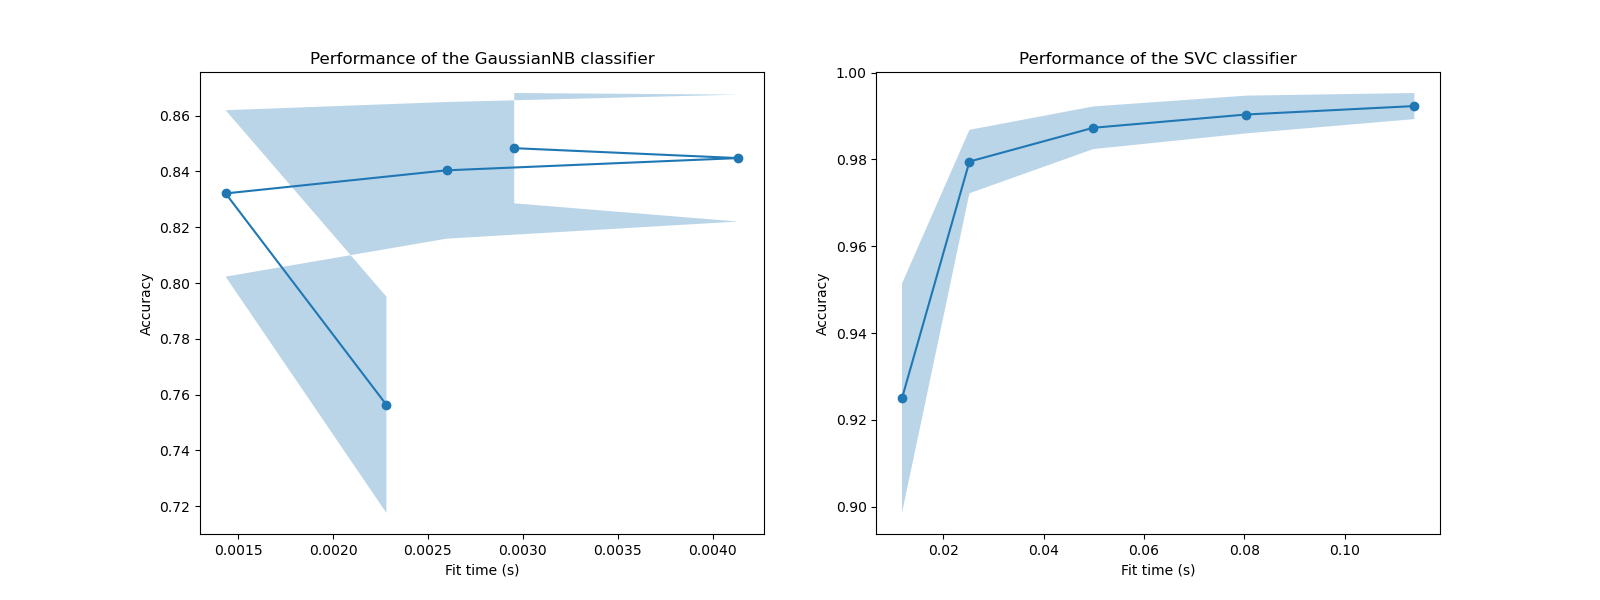 Performance of the GaussianNB classifier
0.86
0.84
0.82
0.80
0.78
0.76
0.74
0.72
Accuracy
0.0015 0.0020 0.0025 0.0030 0.0035 0.0040
Fit time (s)
Performance of the SVC classifier
1.00
0.98
0.96
0.94
0.92
0.90
Accuracy
0.02 0.04 0.06 0.08 0.10
Fit time (s)